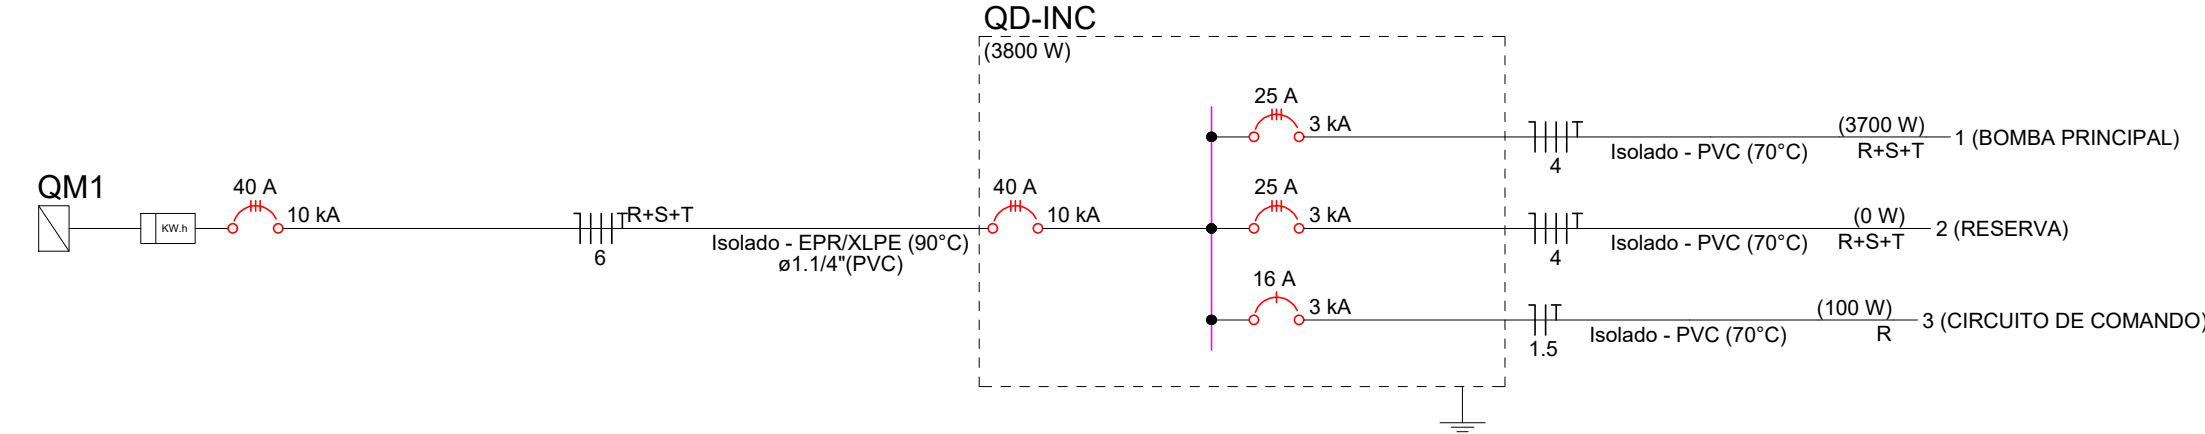 QD-INC
(3800 W)
QM1
KW.h
40 A
10 kA
R+S+T
6
Isolado - EPR/XLPE (90°C)
ø1.1/4"(PVC)
40 A
10 kA
25 A
3 kA
T
4
Isolado - PVC (70°C)
(3700 W)
R+S+T
1 (BOMBA PRINCIPAL)
25 A
3 kA
T
4
Isolado - PVC (70°C)
(0 W)
R+S+T
2 (RESERVA)
16 A
3 kA
T
1.5
Isolado - PVC (70°C)
(100 W)
R
3 (CIRCUITO DE COMANDO)